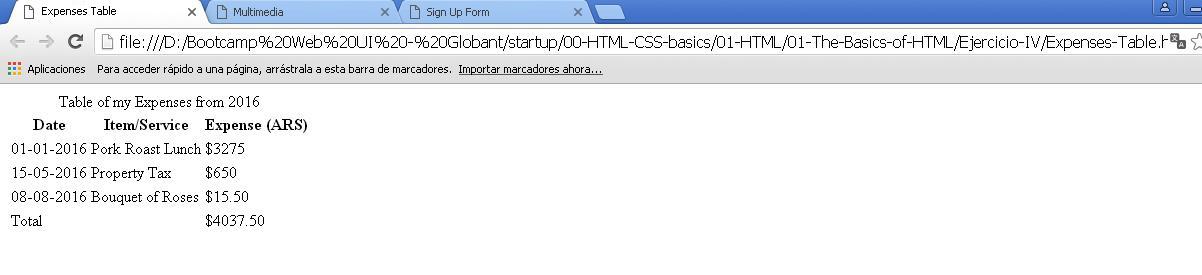 Expenses Table
Multimedia
Sign Up Form
file:///D:/Bootcamp%20Web%20UI%20-%20Globant/startup/00-HTML-CSS-basics/01-HTML/01-The-Basics-of-HTML/Ejercicio-IV/Expenses-Table.h
Aplicaciones Para acceder rápido a una página, arrástrala a esta barra de marcadores. Importar marcadores ahora...
Table of my Expenses from 2016
Date Item/Service Expense (ARS)
01-01-2016 Pork Roast Lunch $3275
15-05-2016 Property Tax $650
08-08-2016 Bouquet of Roses $15.50
Total $4037.50